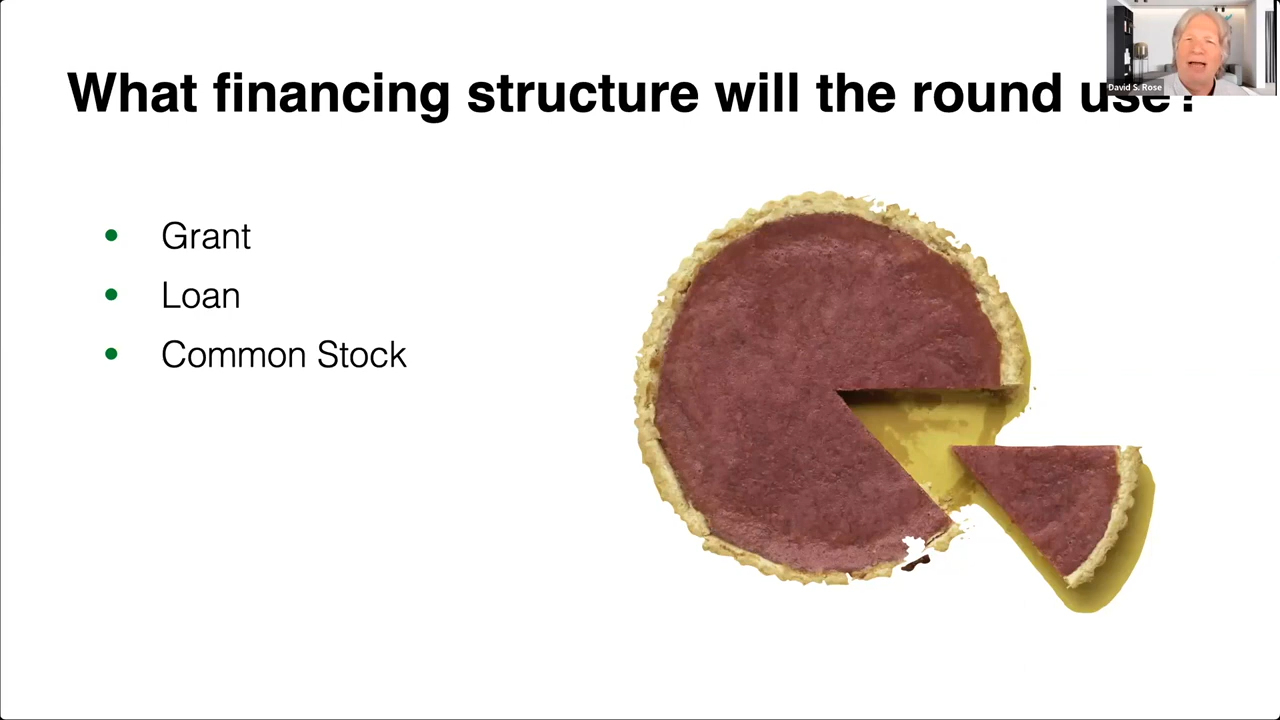 What financing structure will the round use?
David S. Rose
Grant
Loan
Common Stock